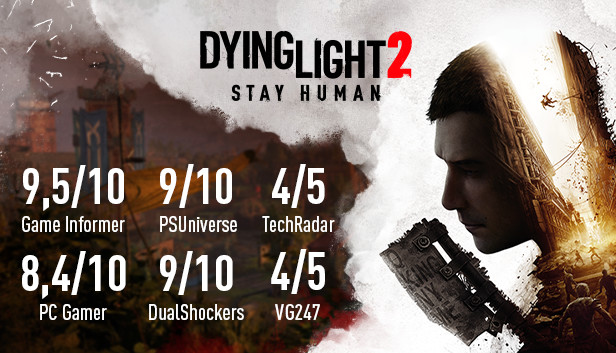 DYING LIGHT 2
STAY HUMAN
9,5/10 9/10 4/5
Game Informer PSUniverse TechRadar
8,4/10 9/10 4/5
PC Gamer DualShockers VG247